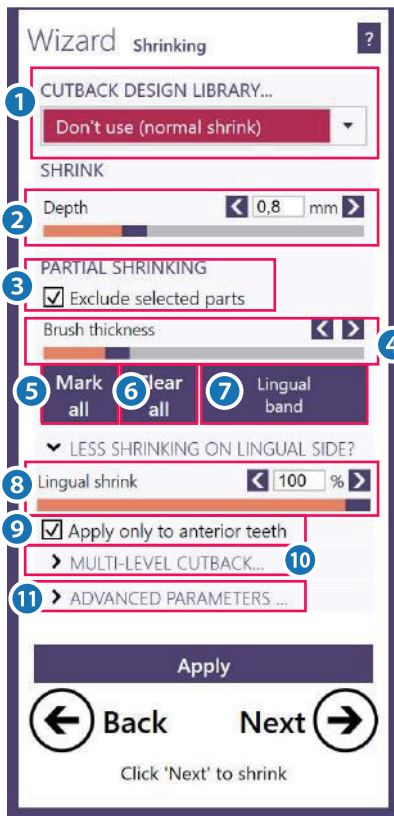 Wizard Shrinking ?
1
CUTBACK DESIGN LIBRARY...
Don't use (normal shrink)
SHRINK
2
Depth 0,8 mm
PARTIAL SHRINKING
3
Exclude selected parts
Brush thickness
4
5 Mark all
6 Clear all
7 Lingual band
LESS SHRINKING ON LINGUAL SIDE?
8 Lingual shrink 100 %
9 Apply only to anterior teeth
MULTI-LEVEL CUTBACK... 10
11 ADVANCED PARAMETERS ...
Apply
Back Next
Click 'Next' to shrink